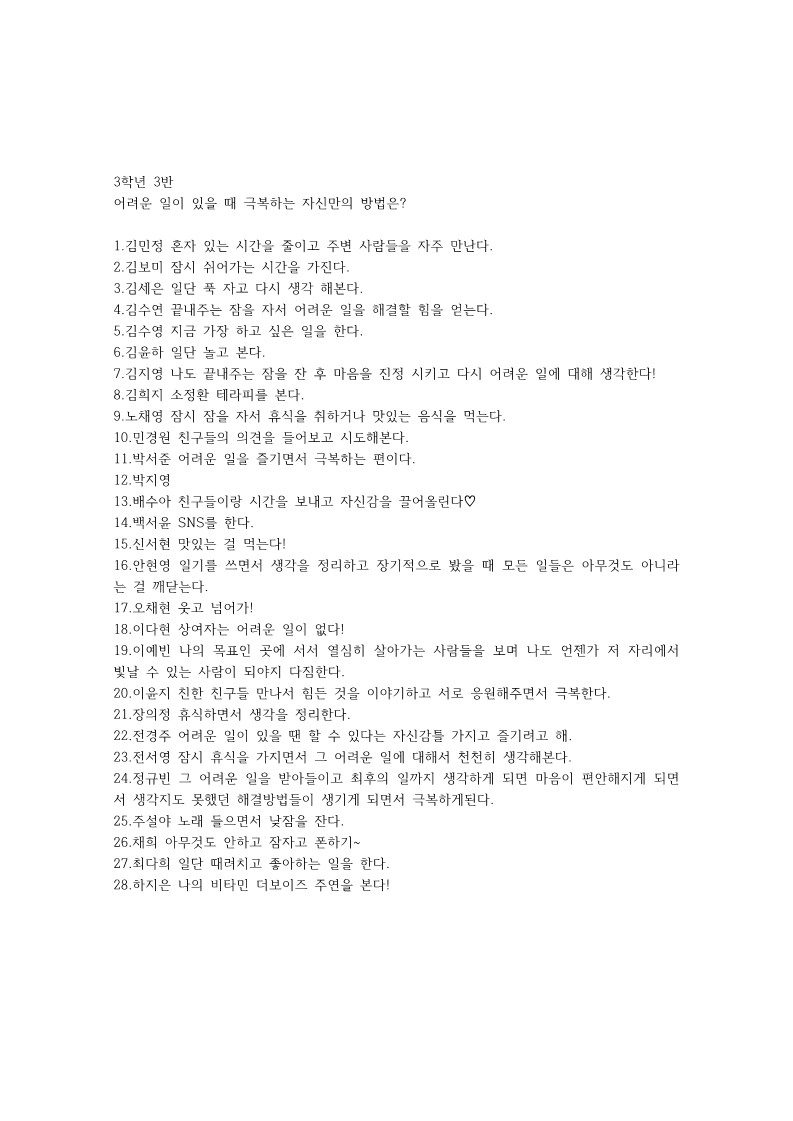 3학년 3반
어려운 일이 있을 때 극복하는 자신만의 방법은?
1.김민정 혼자 있는 시간을 줄이고 주변 사람들을 자주 만난다.
2.김보미 잠시 쉬어가는 시간을 가진다.
3.김세은 일단 푹 자고 다시 생각 해본다.
4.김수연 끝내주는 잠을 자서 어려운 일을 해결할 힘을 얻는다.
5.김수영 지금 가장 하고 싶은 일을 한다.
6.김윤하 일단 놀고 본다.
7.김지영 나도 끝내주는 잠을 잔 후 마음을 진정 시키고 다시 어려운 일에 대해 생각한다!
8.김희지 소정환 테라피를 본다.
9.노채영 잠시 잠을 자서 휴식을 취하거나 맛있는 음식을 먹는다.
10.민경원 친구들의 의견을 들어보고 시도해본다.
11.박서준 어려운 일을 즐기면서 극복하는 편이다.
12.박지영
13.배수아 친구들이랑 시간을 보내고 자신감을 끌어올린다♡
14.백서윤 SNS를 한다.
15.신서현 맛있는 걸 먹는다!
16.안현영 일기를 쓰면서 생각을 정리하고 장기적으로 봤을 때 모든 일들은 아무것도 아니라
는 걸 깨닫는다.
17.오채현 웃고 넘어가!
18.이다현 상여자는 어려운 일이 없다!
19.이예빈 나의 목표인 곳에 서서 열심히 살아가는 사람들을 보며 나도 언젠가 저 자리에서
빛날 수 있는 사람이 되야지 다짐한다.
20.이윤지 친한 친구들 만나서 힘든 것을 이야기하고 서로 응원해주면서 극복한다.
21.장의정 휴식하면서 생각을 정리한다.
22.전경주 어려운 일이 있을 땐 할 수 있다는 자신감틀 가지고 즐기려고 해.
23.전서영 잠시 휴식을 가지면서 그 어려운 일에 대해서 천천히 생각해본다.
24.정규빈 그 어려운 일을 받아들이고 최후의 일까지 생각하게 되면 마음이 편안해지게 되면
서 생각지도 못했던 해결방법들이 생기게 되면서 극복하게된다.
25.주설야 노래 들으면서 낮잠을 잔다.
26.채희 아무것도 안하고 잠자고 폰하기~
27.최다희 일단 때려치고 좋아하는 일을 한다.
28.하지은 나의 비타민 더보이즈 주연을 본다!